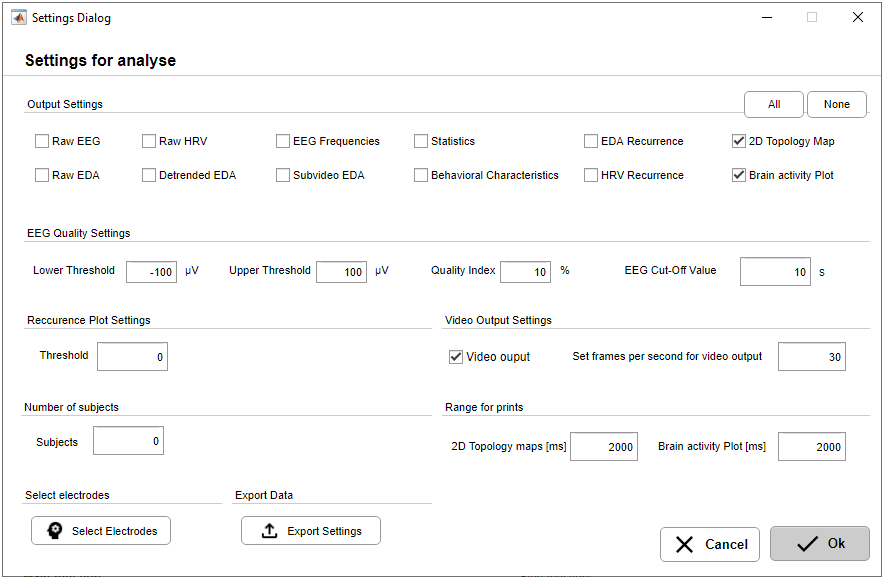 Settings Dialog
Settings for analyse
Output Settings
All None
Raw EEG Raw HRV EEG Frequencies Statistics EDA Recurrence 2D Topology Map
Raw EDA Detrended EDA Subvideo EDA Behavioral Characteristics HRV Recurrence Brain activity Plot
EEG Quality Settings
Lower Threshold -100 µV Upper Threshold 100 µV Quality Index 10 % EEG Cut-Off Value 10 s
Reccurence Plot Settings Video Output Settings
Threshold 0 Video ouput Set frames per second for video output 30
Number of subjects Range for prints
Subjects 0 2D Topology maps [ms] 2000 Brain activity Plot [ms] 2000
Select electrodes Export Data
Select Electrodes Export Settings Cancel Ok